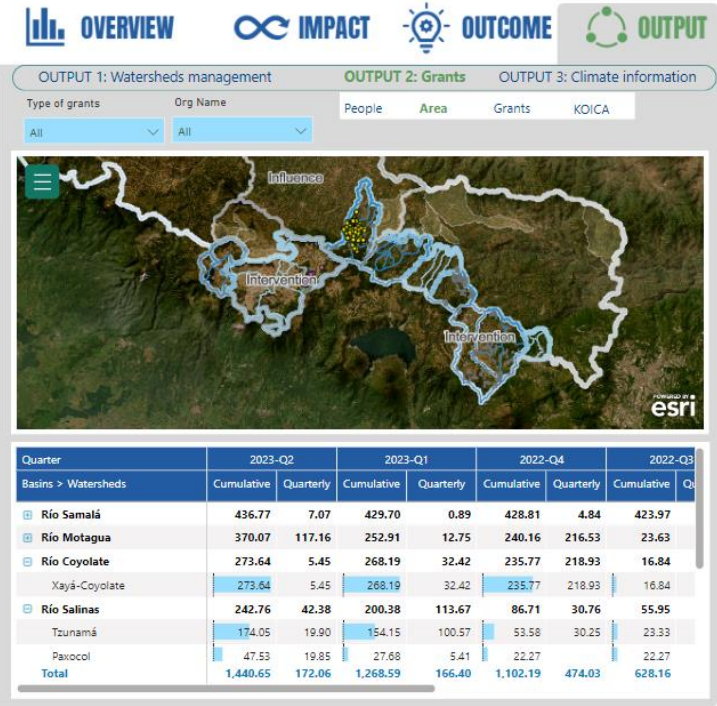 OVERVIEW IMPACT OUTCOME OUTPUT
OUTPUT 1: Watersheds management OUTPUT 2: Grants OUTPUT 3: Climate information
Type of grants Org Name
People Area Grants KOICA
All All
Influence
Intervention
Intervention
POWERED BY
esri
Quarter 2023-Q2 2023-Q1 2022-Q4 2022-Q3
Basins > Watersheds Cumulative Quarterly Cumulative Quarterly Cumulative Quarterly Cumulative Qu
Río Samalá 436.77 7.07 429.70 0.89 428.81 4.84 423.97
Río Motagua 370.07 117.16 252.91 12.75 240.16 216.53 23.63
Río Coyolate 273.64 5.45 268.19 32.42 235.77 218.93 16.84
Xayá-Coyolate 273.64 5.45 268.19 32.42 235.77 218.93 16.84
Río Salinas 242.76 42.38 200.38 113.67 86.71 30.76 55.95
Tzunamá 174.05 19.90 154.15 100.57 53.58 30.25 23.33
Paxocol 47.53 19.85 27.68 5.41 22.27 22.27
Total 1,440.65 172.06 1,268.59 166.40 1,102.19 474.03 628.16